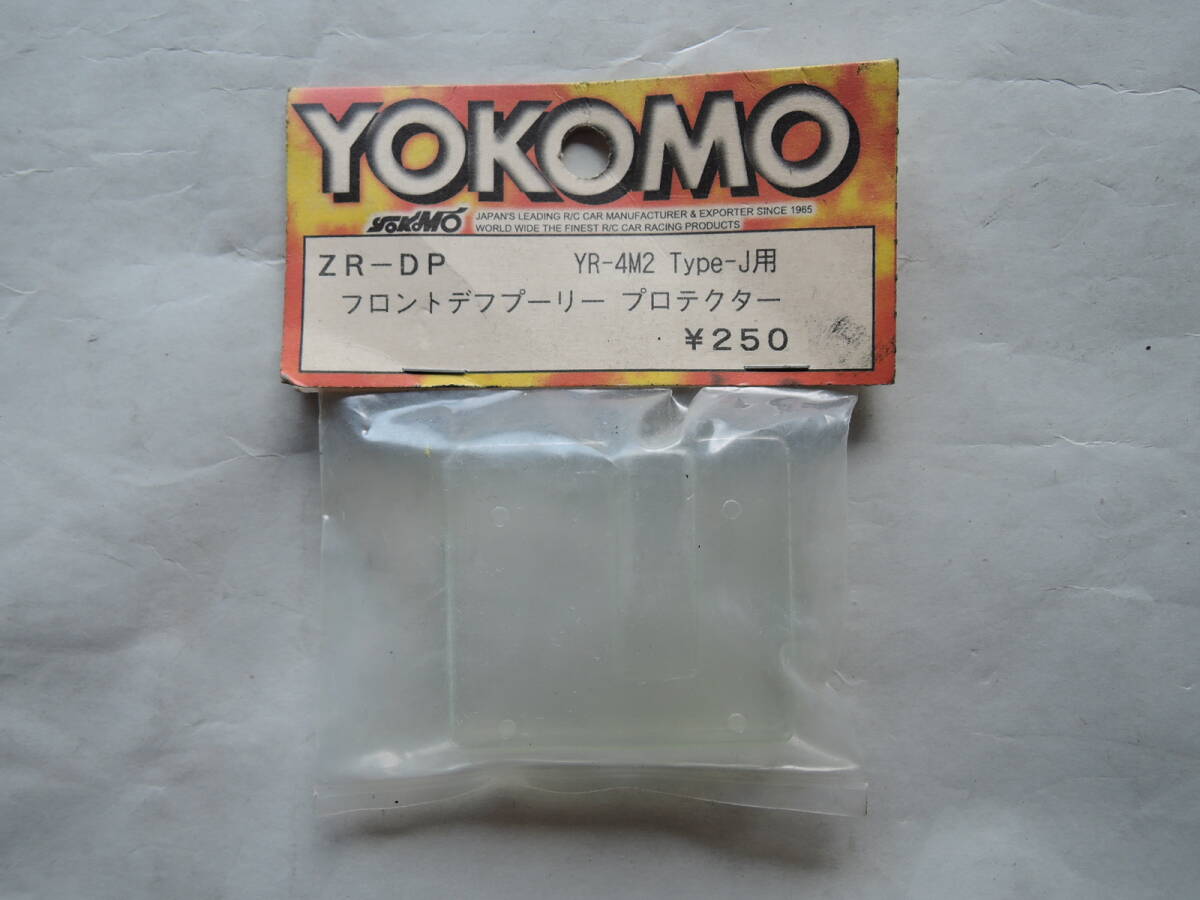 YOKOMO
YOKOMO JAPAN'S LEADING R/C CAR MANUFACTURER & EXPORTER SINCE 1965
WORLD WIDE THE FINEST R/C CAR RACING PRODUCTS
ZR-DP YR-4M2 Type-J用
フロントデフプーリー プロテクター
¥250